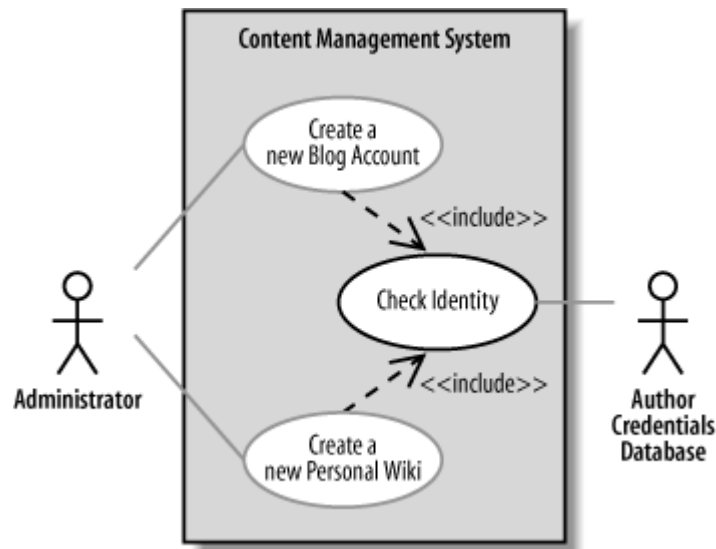 Content Management System
Create a
new Blog Account
<<include>>
Check Identity
<<include>>
Administrator
Author
Credentials
Database
Create a
new Personal Wiki